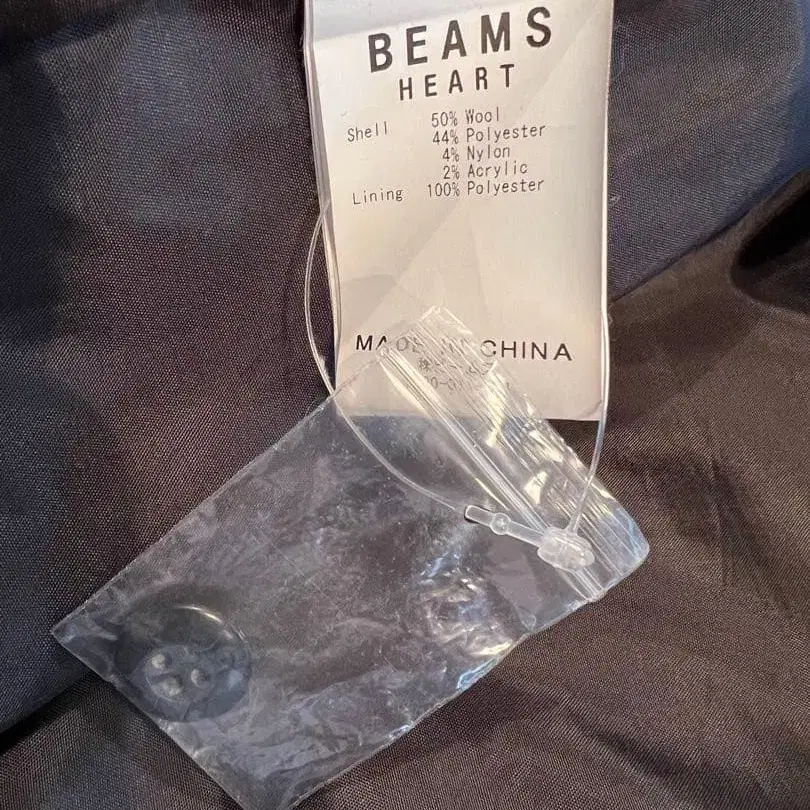 BEAMS
HEART
Shell 50% Wool
44% Polyester
4% Nylon
2% Acrylic
Lining 100% Polyester
MADE IN CHINA